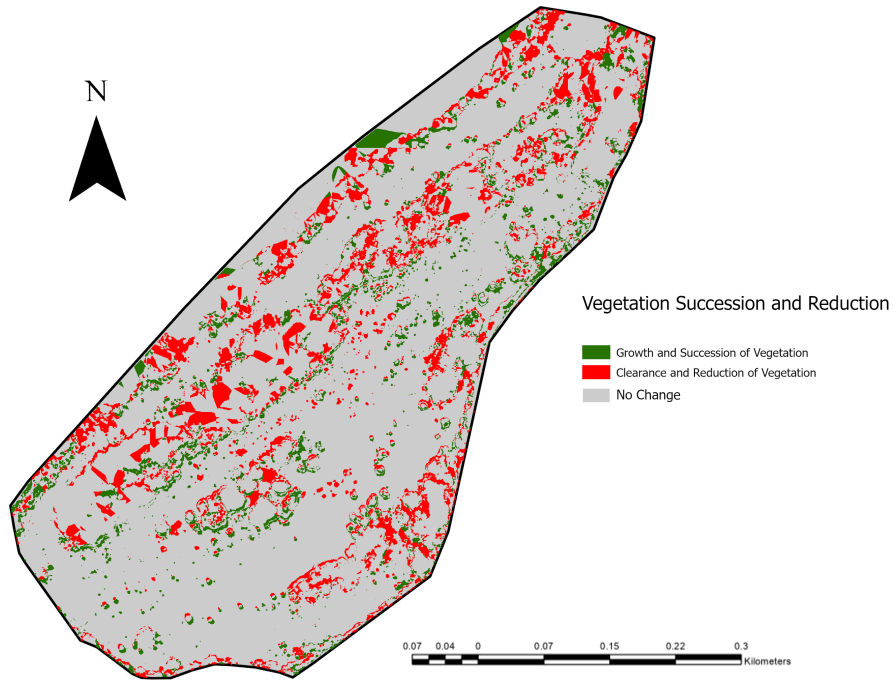 N
Vegetation Succession and Reduction
Growth and Succession of Vegetation
Clearance and Reduction of Vegetation
No Change
0.07 0.04 0 0.07 0.15 0.22 0.3
Kilometers